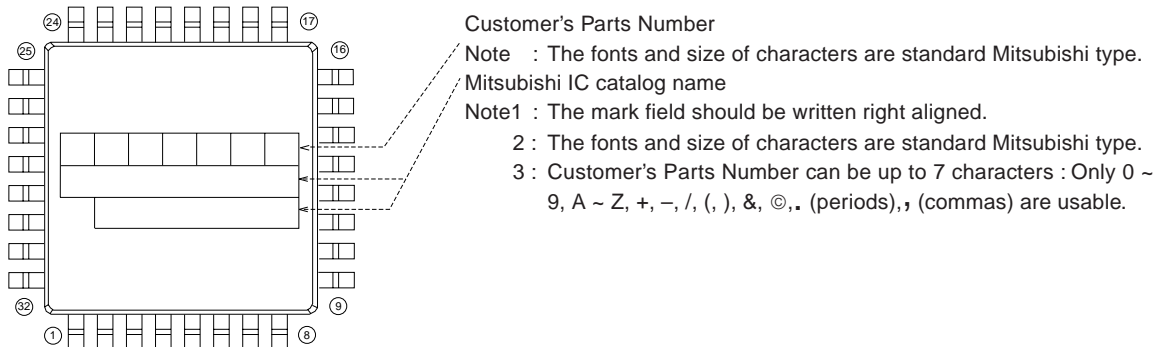 24
17
25
16
32
9
1
8
Customer's Parts Number
Note : The fonts and size of characters are standard Mitsubishi type.
Mitsubishi IC catalog name
Note1 : The mark field should be written right aligned.
2 : The fonts and size of characters are standard Mitsubishi type.
3 : Customer's Parts Number can be up to 7 characters : Only 0 ~
9, A ~ Z, +, –, /, (, ), &, ©, . (periods), , (commas) are usable.